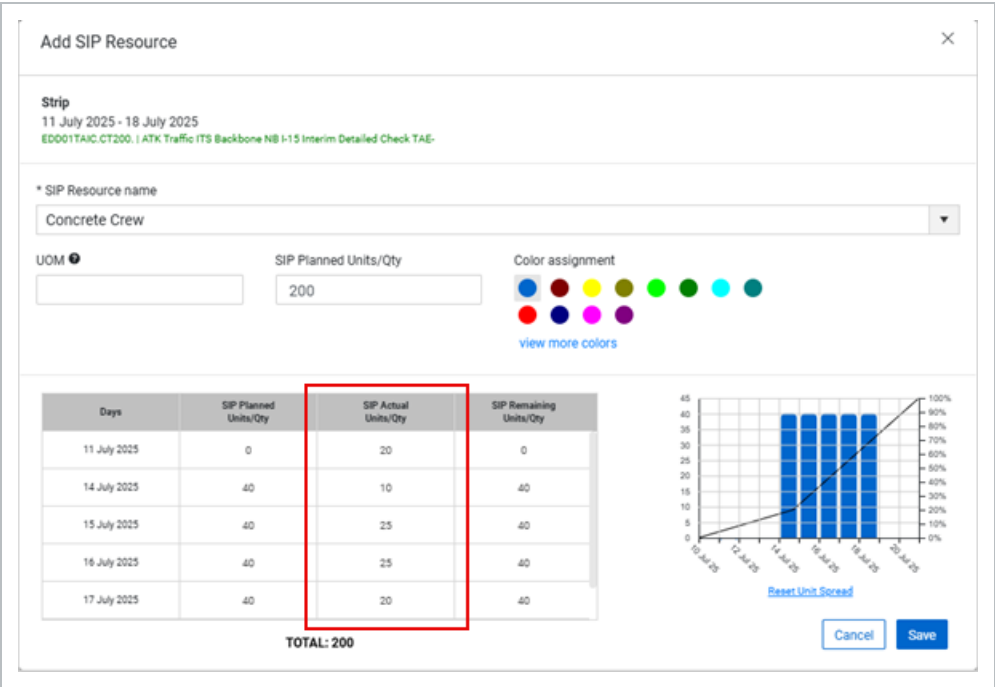 Add SIP Resource
Strip
11 July 2025 - 18 July 2025
EDD01TAIC.CT200. | ATK Traffic ITS Backbone NB I-15 Interim Detailed Check TAE-
* SIP Resource name
Concrete Crew
UOM
SIP Planned Units/Qty
Color assignment
200
view more colors
Days SIP Planned Units/Qty SIP Actual Units/Qty SIP Remaining Units/Qty
11 July 2025 0 20 0
14 July 2025 40 10 40
15 July 2025 40 25 40
16 July 2025 40 25 40
17 July 2025 40 20 40
TOTAL: 200
45 100%
40 90%
35 80%
30 70%
25 60%
20 50%
15 40%
10 30%
5 20%
0 10%
0%
10 Jul 25 12 Jul 25 14 Jul 25 16 Jul 25 18 Jul 25 20 Jul 25
Reset Unit Spread
Cancel Save